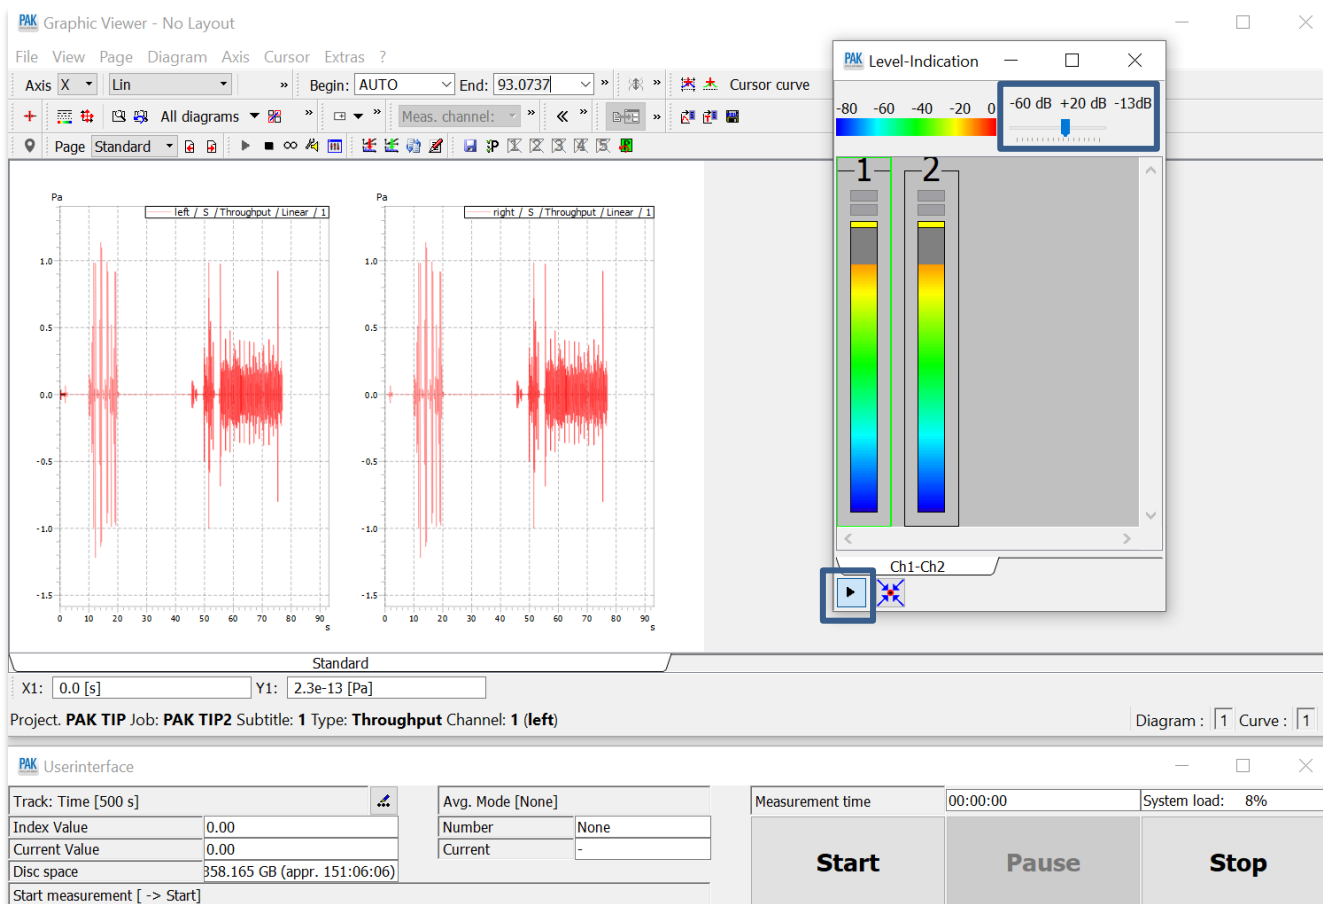 PAK Graphic Viewer - No Layout
File View Page Diagram Axis Cursor Extras ?
Axis X Lin » Begin: AUTO End: 93.0737 » » Cursor curve
All diagrams » » Meas. channel: » « » »
Page Standard
Pa
left / S /Throughput / Linear / 1
1.0
0.5
0.0
-0.5
-1.0
-1.5
0 10 20 30 40 50 60 70 80 90
s
Pa
right / S /Throughput / Linear / 1
1.0
0.5
0.0
-0.5
-1.0
-1.5
0 10 20 30 40 50 60 70 80 90
s
PAK Level-Indication
-80 -60 -40 -20 0 -60 dB +20 dB -13dB
1 2
Ch1-Ch2
Standard
X1: 0.0 [s] Y1: 2.3e-13 [Pa]
Project. PAK TIP Job: PAK TIP2 Subtitle: 1 Type: Throughput Channel: 1 (left) Diagram : 1 Curve : 1
PAK Userinterface
Track: Time [500 s] Avg. Mode [None] Measurement time 00:00:00 System load: 8%
Index Value 0.00 Number None
Current Value 0.00 Current -
Disc space 358.165 GB (appr. 151:06:06)
Start Pause Stop
Start measurement [ -> Start]